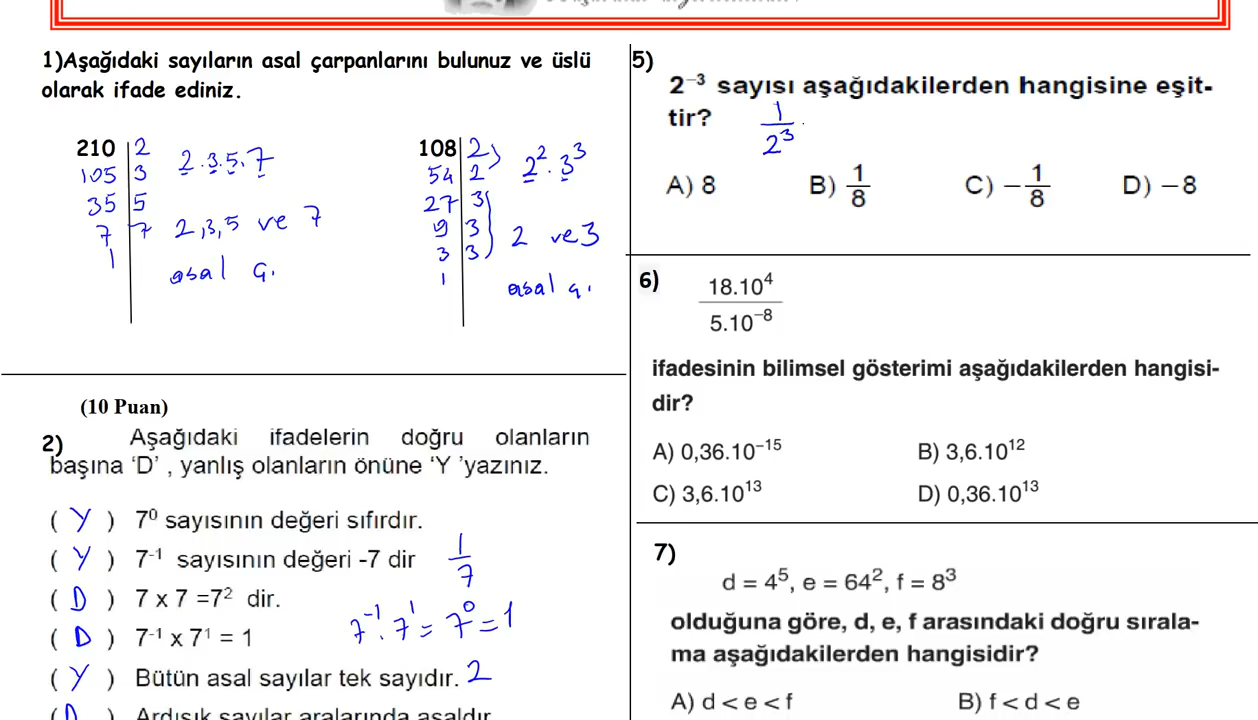 1)Aşağıdaki sayıların asal çarpanlarını bulunuz ve üslü
olarak ifade ediniz.
210 2
105 3
35 5
7 7
1
2.3.5.7
2,3,5 ve 7
asal ç.
108 2
54 2
27 3
9 3
3 3
1
2².3³
2 ve 3
asal ç.
(10 Puan)
2) Aşağıdaki ifadelerin doğru olanların
başına ‘D’ , yanlış olanların önüne ‘Y ’yazınız.
( Y ) 7⁰ sayısının değeri sıfırdır.
( Y ) 7⁻¹ sayısının değeri -7 dir 1/7
( D ) 7 x 7 =7² dir.
( D ) 7⁻¹ x 7¹ = 1 7⁻¹.7¹ = 7⁰ = 1
( Y ) Bütün asal sayılar tek sayıdır. 2
( D ) Ardışık sayılar aralarında asaldır
5)
2⁻³ sayısı aşağıdakilerden hangisine eşit-
tir? 1/2³
A) 8 B) 1/8 C) −1/8 D) −8
6) 18.10⁴
5.10⁻⁸
ifadesinin bilimsel gösterimi aşağıdakilerden hangisi-
dir?
A) 0,36.10⁻¹⁵ B) 3,6.10¹²
C) 3,6.10¹³ D) 0,36.10¹³
7)
d = 4⁵, e = 64², f = 8³
olduğuna göre, d, e, f arasındaki doğru sırala-
ma aşağıdakilerden hangisidir?
A) d < e < f B) f < d < e